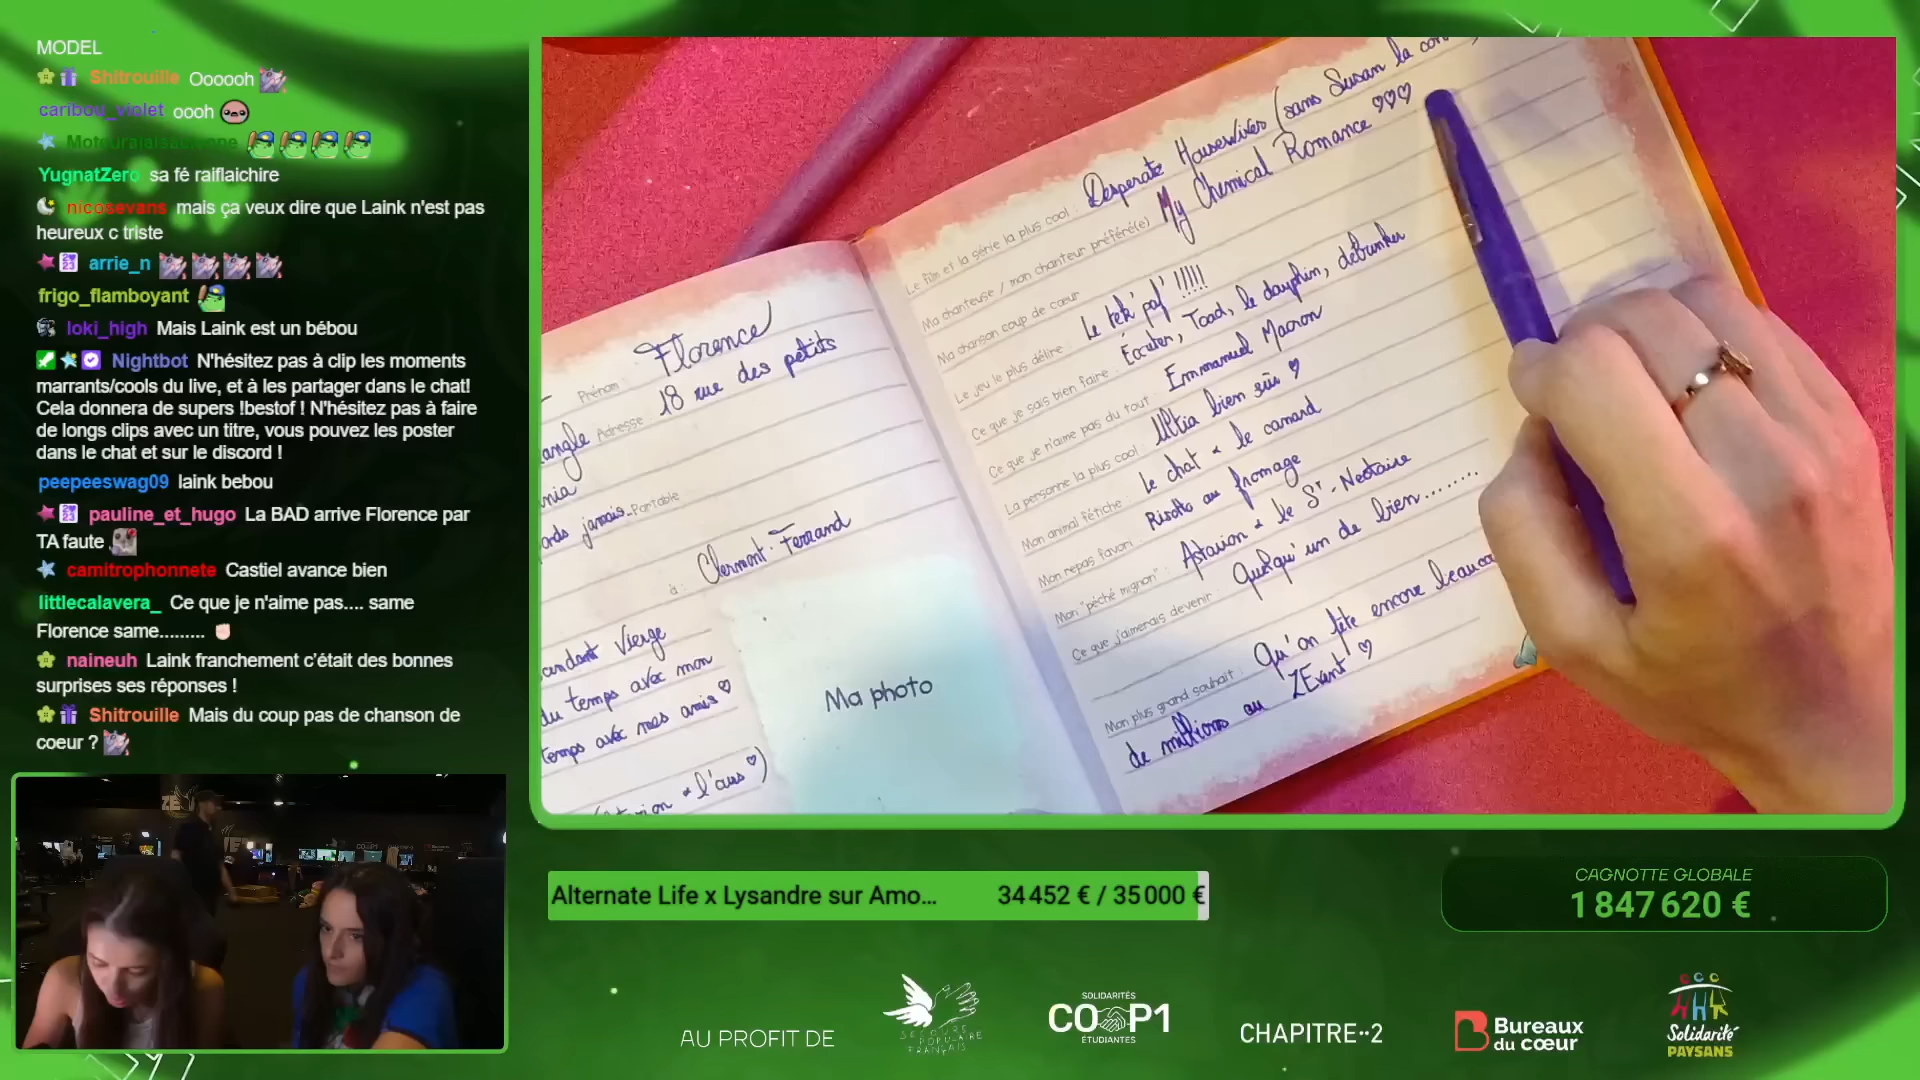 MODEL
Shitrouille Oooooh
caribou_violet oooh
YugnatZero sa fé raiflaichire
nicosevans mais ça veux dire que Laink n'est pas
heureux c triste
arrie_n
frigo_flamboyant
loki_high Mais Laink est un bébou
Nightbot N'hésitez pas à clip les moments
marrants/cools du live, et à les partager dans le chat!
Cela donnera de supers !bestof ! N'hésitez pas à faire
de longs clips avec un titre, vous pouvez les poster
dans le chat et sur le discord !
peepeeswag09 laink bebou
pauline_et_hugo La BAD arrive Florence par
TA faute
camitrophonnete Castiel avance bien
littlecalavera_ Ce que je n'aime pas.... same
Florence same.........
naineuh Laink franchement c'était des bonnes
surprises ses réponses !
Shitrouille Mais du coup pas de chanson de
coeur ?
Prénom : Florence
Adresse : 18 rue des petits
angle
nia
ords jamais Portable
à : Clermont-Ferrand
endant Vierge
du temps avec mon
temps avec mes amis ♡
& l'aus ♡)
Ma photo
Le film et la série la plus cool : Desperate Housewives (sans Susan la con
Ma chanteuse / mon chanteur préféré(e) My Chemical Romance ♡♡♡
Ma chanson coup de cœur
Le jeu le plus délire : Le tek' paf' !!!!!
Ce que je sais bien faire : Écouter, Toad, le dauphin, débunker
Ce que je n'aime pas du tout : Emmanuel Macron
La personne la plus cool : Ultia bien sûr ♡
Mon animal fétiche : Le chat & le canard
Mon repas favori : Risotto au fromage
Mon "péché mignon" : Astarion & le St-Nectaire
Ce que j'aimerais devenir : Quelqu'un de bien........
Mon plus grand souhait : Qu'on fête encore beauco
de millions au ZEvent ♡
Alternate Life x Lysandre sur Amo... 34 452 € / 35 000 €
CAGNOTTE GLOBALE
1 847 620 €
AU PROFIT DE
SECOURS POPULAIRE FRANÇAIS
SOLIDARITÉS
COP1
ÉTUDIANTES
CHAPITRE··2
Bureaux
du cœur
Solidarité
PAYSANS